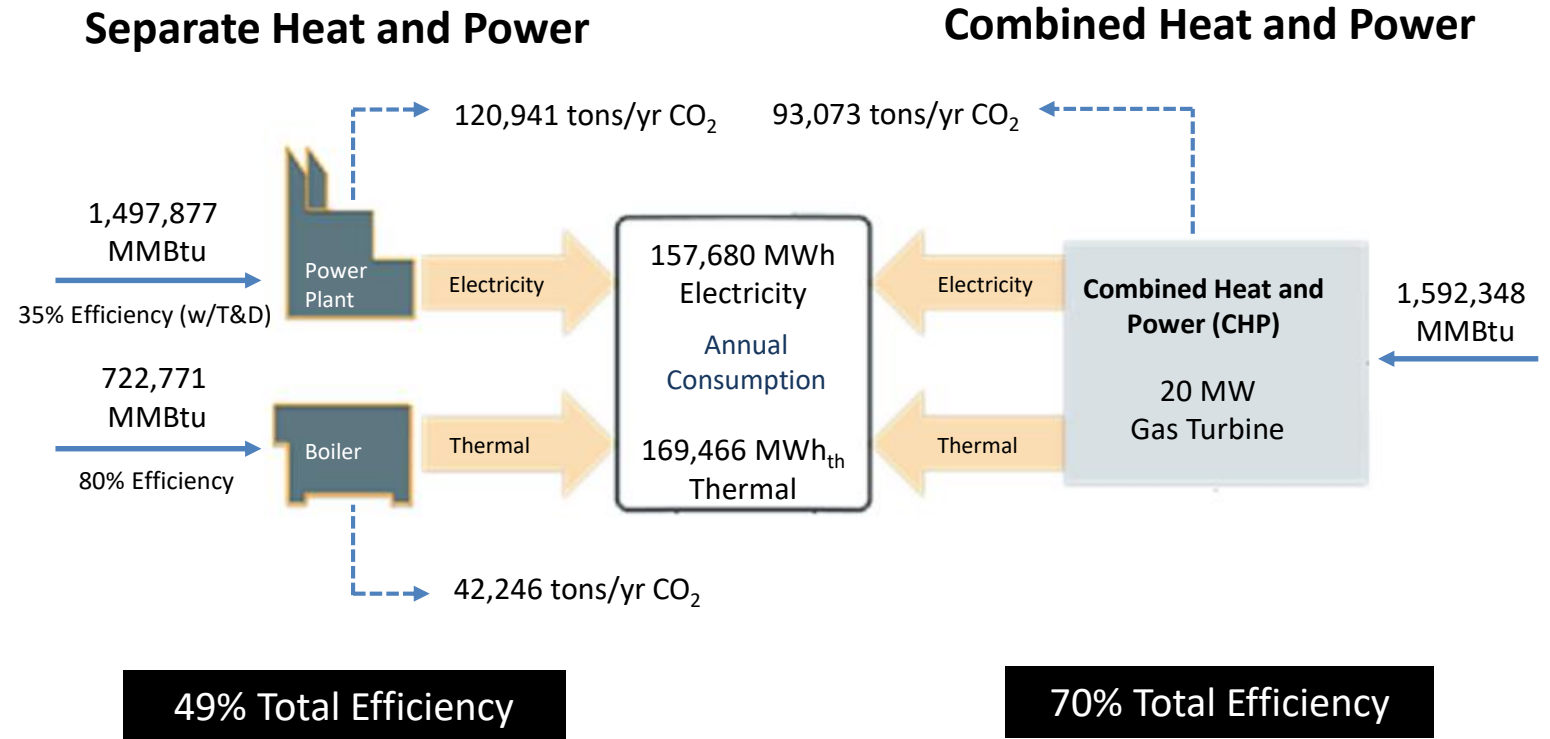 Separate Heat and Power
Combined Heat and Power
120,941 tons/yr CO₂
93,073 tons/yr CO₂
1,497,877
MMBtu
35% Efficiency (w/T&D)
Power
Plant
Electricity
722,771
MMBtu
80% Efficiency
Boiler
Thermal
42,246 tons/yr CO₂
157,680 MWh
Electricity
Annual
Consumption
169,466 MWhₜₕ
Thermal
Electricity
Thermal
Combined Heat and
Power (CHP)
20 MW
Gas Turbine
1,592,348
MMBtu
49% Total Efficiency
70% Total Efficiency